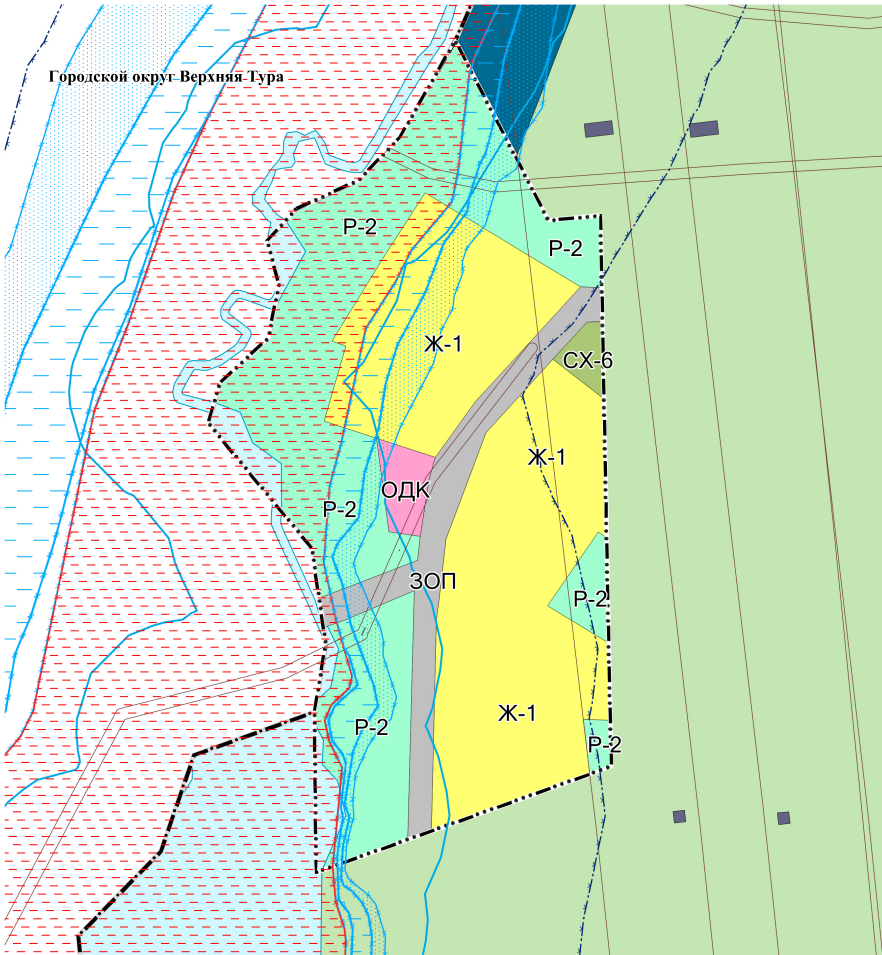 Городской округ Верхняя Тура
Р-2
Р-2
Ж-1
СХ-6
Ж-1
ОДК
Р-2
ЗОП
Р-2
Ж-1
Р-2
Р-2